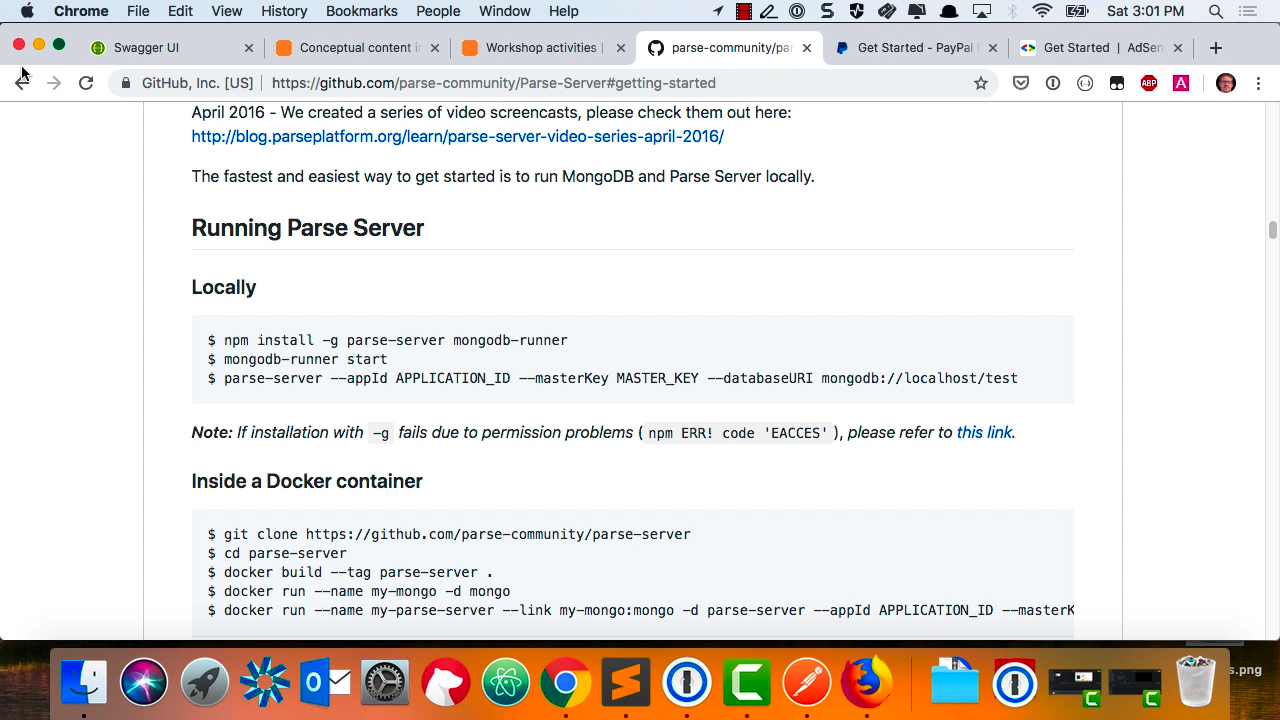 Chrome File Edit View History Bookmarks People Window Help Sat 3:01 PM
Swagger UI Conceptual content i Workshop activities | parse-community/par Get Started - PayPal Get Started | AdSen
GitHub, Inc. [US] https://github.com/parse-community/Parse-Server#getting-started ABP A
April 2016 - We created a series of video screencasts, please check them out here:
http://blog.parseplatform.org/learn/parse-server-video-series-april-2016/
The fastest and easiest way to get started is to run MongoDB and Parse Server locally.
Running Parse Server
Locally
$ npm install -g parse-server mongodb-runner
$ mongodb-runner start
$ parse-server --appId APPLICATION_ID --masterKey MASTER_KEY --databaseURI mongodb://localhost/test
Note: If installation with -g fails due to permission problems ( npm ERR! code 'EACCES' ), please refer to this link.
Inside a Docker container
$ git clone https://github.com/parse-community/parse-server
$ cd parse-server
$ docker build --tag parse-server .
$ docker run --name my-mongo -d mongo
$ docker run --name my-parse-server --link my-mongo:mongo -d parse-server --appId APPLICATION_ID --masterK
s.png